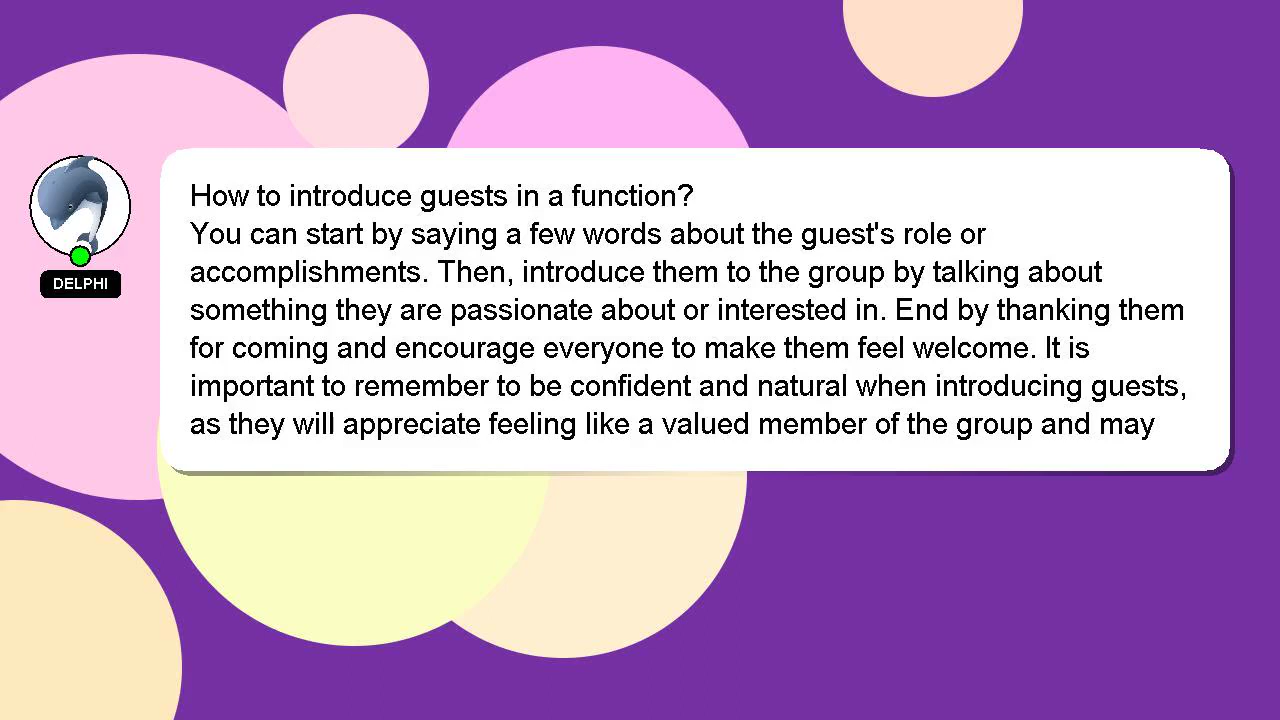 How to introduce guests in a function?
You can start by saying a few words about the guest's role or
accomplishments. Then, introduce them to the group by talking about
something they are passionate about or interested in. End by thanking them
for coming and encourage everyone to make them feel welcome. It is
important to remember to be confident and natural when introducing guests,
as they will appreciate feeling like a valued member of the group and may
DELPHI